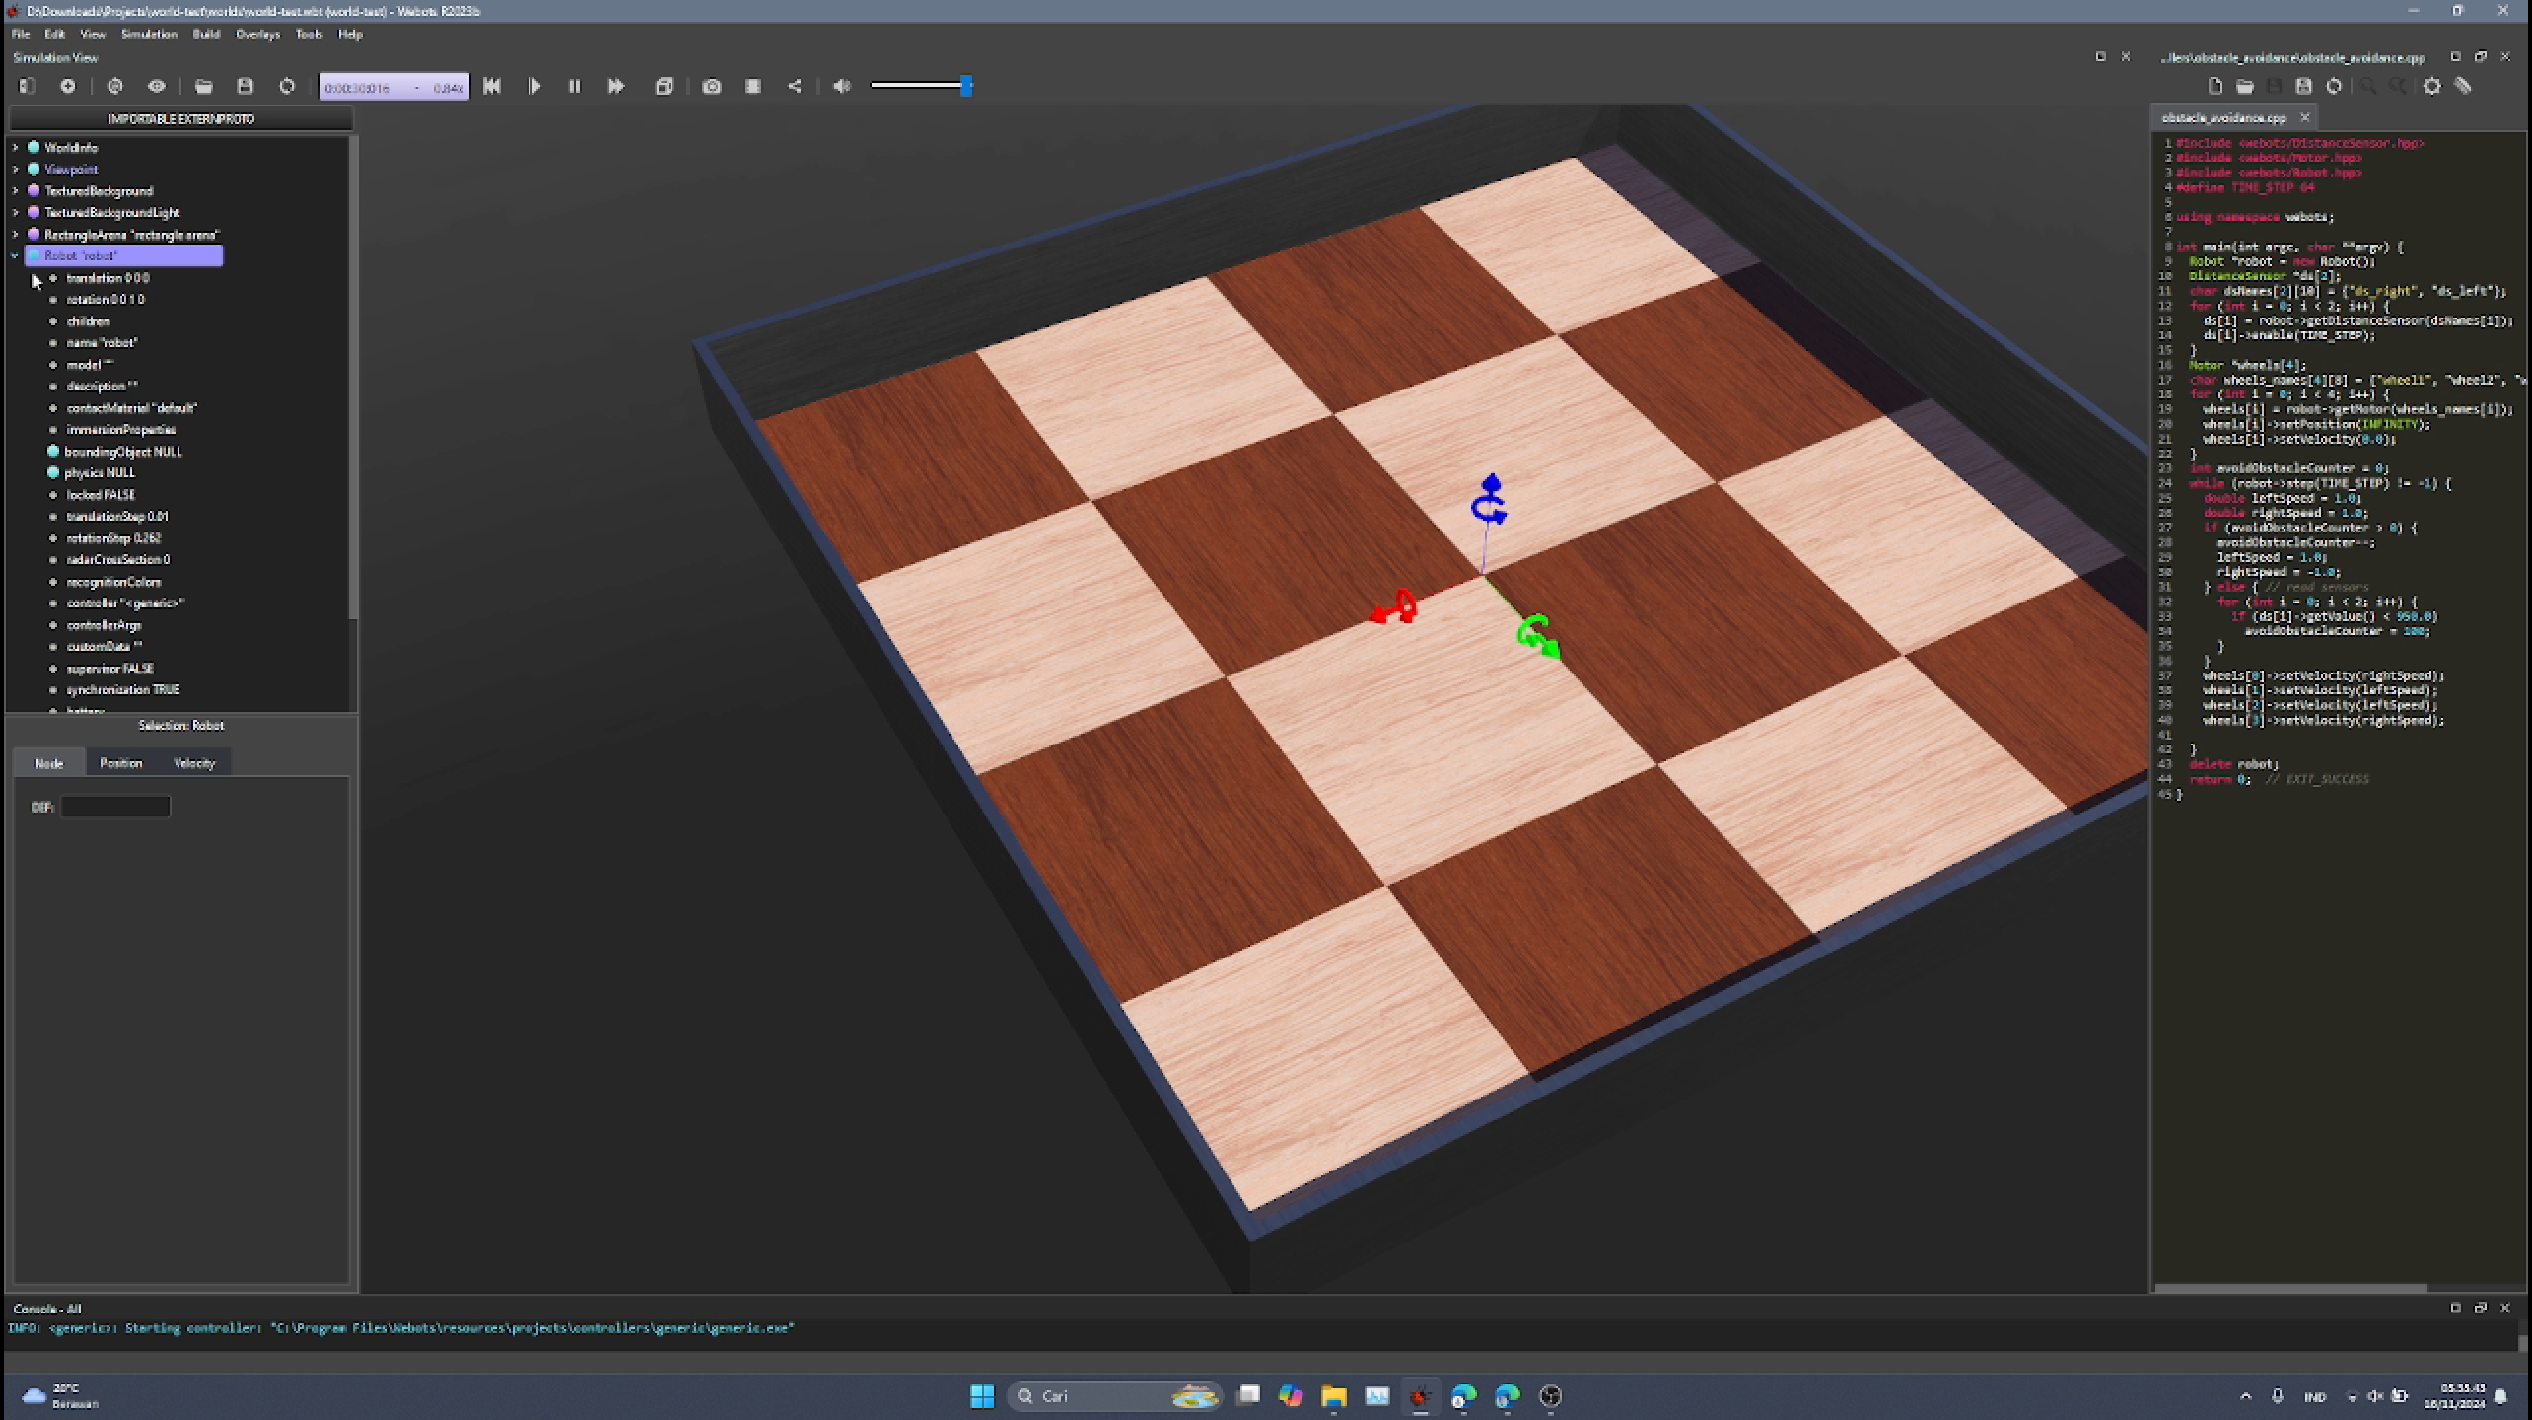 D:\Downloads\Projects\world-test\worlds\world-test.wbt (world-test) - Webots R2023b
File Edit View Simulation Build Overlays Tools Help
Simulation View
0:00:30:016 - 0.84x
IMPORTABLE EXTERNPROTO
WorldInfo
Viewpoint
TexturedBackground
TexturedBackgroundLight
RectangleArena "rectangle arena"
Robot "robot"
translation 0 0 0
rotation 0 0 1 0
children
name "robot"
model ""
description ""
contactMaterial "default"
immersionProperties
boundingObject NULL
physics NULL
locked FALSE
translationStep 0.01
rotationStep 0.262
radarCrossSection 0
recognitionColors
controller "<generic>"
controllerArgs
customData ""
supervisor FALSE
synchronization TRUE
battery
Selection: Robot
Node Position Velocity
DEF:
...llers\obstacle_avoidance\obstacle_avoidance.cpp
obstacle_avoidance.cpp
1 #include <webots/DistanceSensor.hpp>
2 #include <webots/Motor.hpp>
3 #include <webots/Robot.hpp>
4 #define TIME_STEP 64
5
6 using namespace webots;
7
8 int main(int argc, char **argv) {
9 Robot *robot = new Robot();
10 DistanceSensor *ds[2];
11 char dsNames[2][10] = {"ds_right", "ds_left"};
12 for (int i = 0; i < 2; i++) {
13 ds[i] = robot->getDistanceSensor(dsNames[i]);
14 ds[i]->enable(TIME_STEP);
15 }
16 Motor *wheels[4];
17 char wheels_names[4][8] = {"wheel1", "wheel2", "w
18 for (int i = 0; i < 4; i++) {
19 wheels[i] = robot->getMotor(wheels_names[i]);
20 wheels[i]->setPosition(INFINITY);
21 wheels[i]->setVelocity(0.0);
22 }
23 int avoidObstacleCounter = 0;
24 while (robot->step(TIME_STEP) != -1) {
25 double leftSpeed = 1.0;
26 double rightSpeed = 1.0;
27 if (avoidObstacleCounter > 0) {
28 avoidObstacleCounter--;
29 leftSpeed = 1.0;
30 rightSpeed = -1.0;
31 } else { // read sensors
32 for (int i = 0; i < 2; i++) {
33 if (ds[i]->getValue() < 950.0)
34 avoidObstacleCounter = 100;
35 }
36 }
37 wheels[0]->setVelocity(rightSpeed);
38 wheels[1]->setVelocity(leftSpeed);
39 wheels[2]->setVelocity(leftSpeed);
40 wheels[3]->setVelocity(rightSpeed);
41
42 }
43 delete robot;
44 return 0; // EXIT_SUCCESS
45 }
Console - All
INFO: <generic>: Starting controller: "C:\Program Files\Webots\resources\projects\controllers\generic\generic.exe"
20°C
Berawan
Cari
IND
05:55:43
16/11/2024